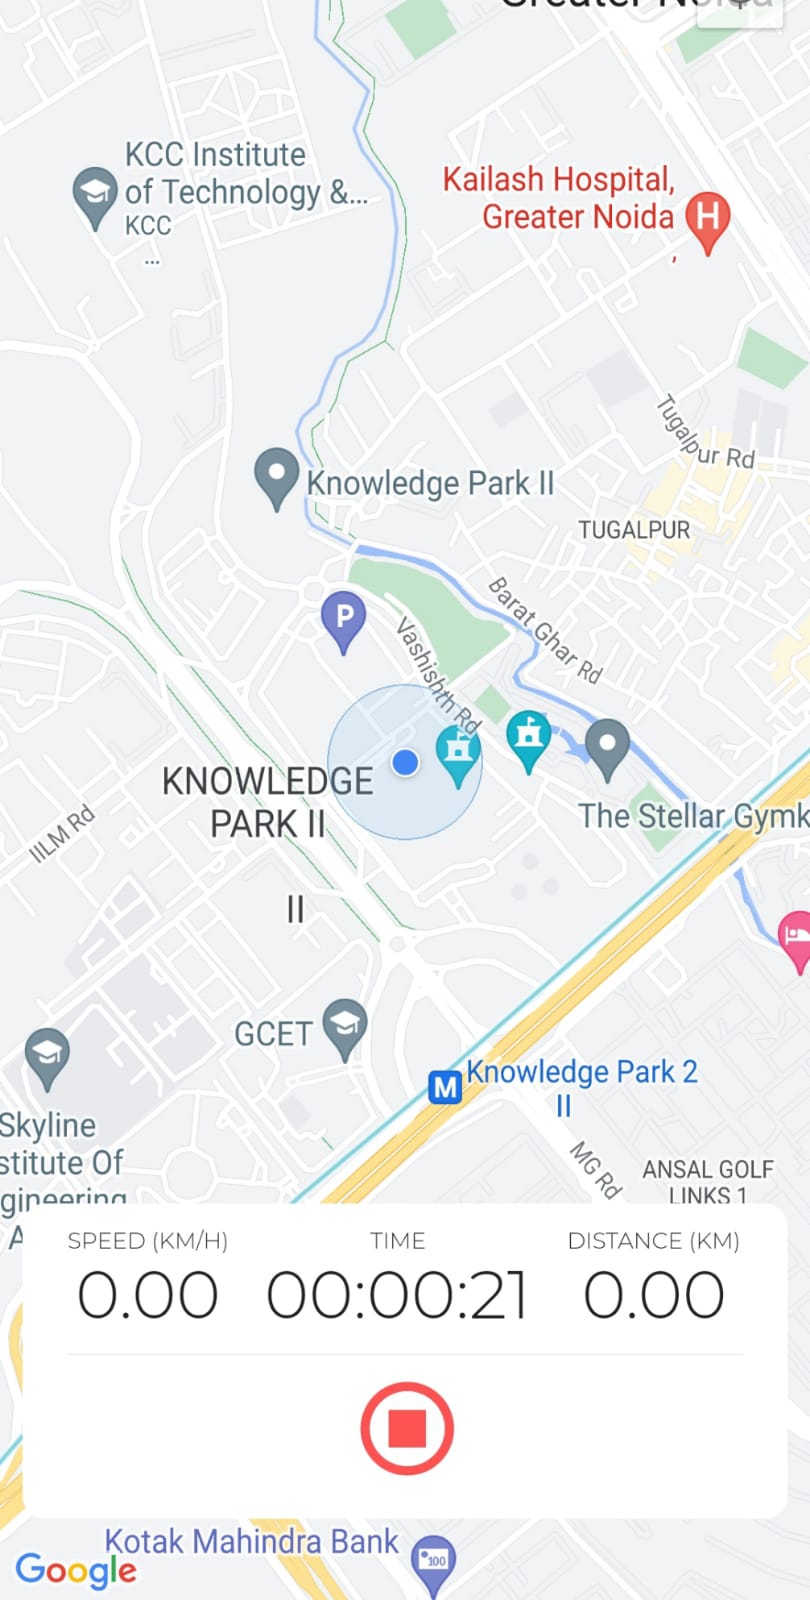 Greater Noida
KCC Institute
of Technology &...
KCC
...
Kailash Hospital,
Greater Noida
,
Tugalpur Rd
Knowledge Park II
TUGALPUR
P
Barat Ghar Rd
Vashishth Rd
KNOWLEDGE
PARK II
II
The Stellar Gymk
IILM Rd
GCET
M
Knowledge Park 2
II
Skyline
stitute Of
gineering
A
MG Rd
ANSAL GOLF
LINKS 1
SPEED (KM/H) TIME DISTANCE (KM)
0.00 00:00:21 0.00
Kotak Mahindra Bank
100
Google